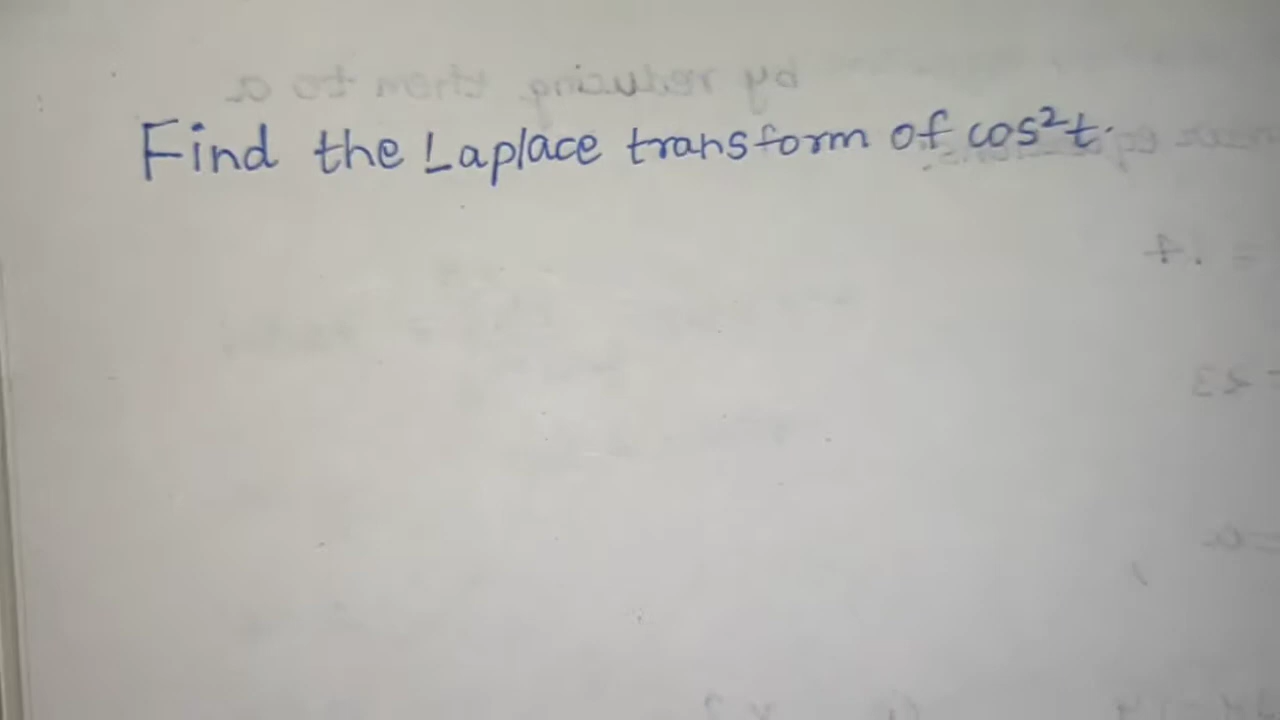 Find the Laplace transform of cos²t.